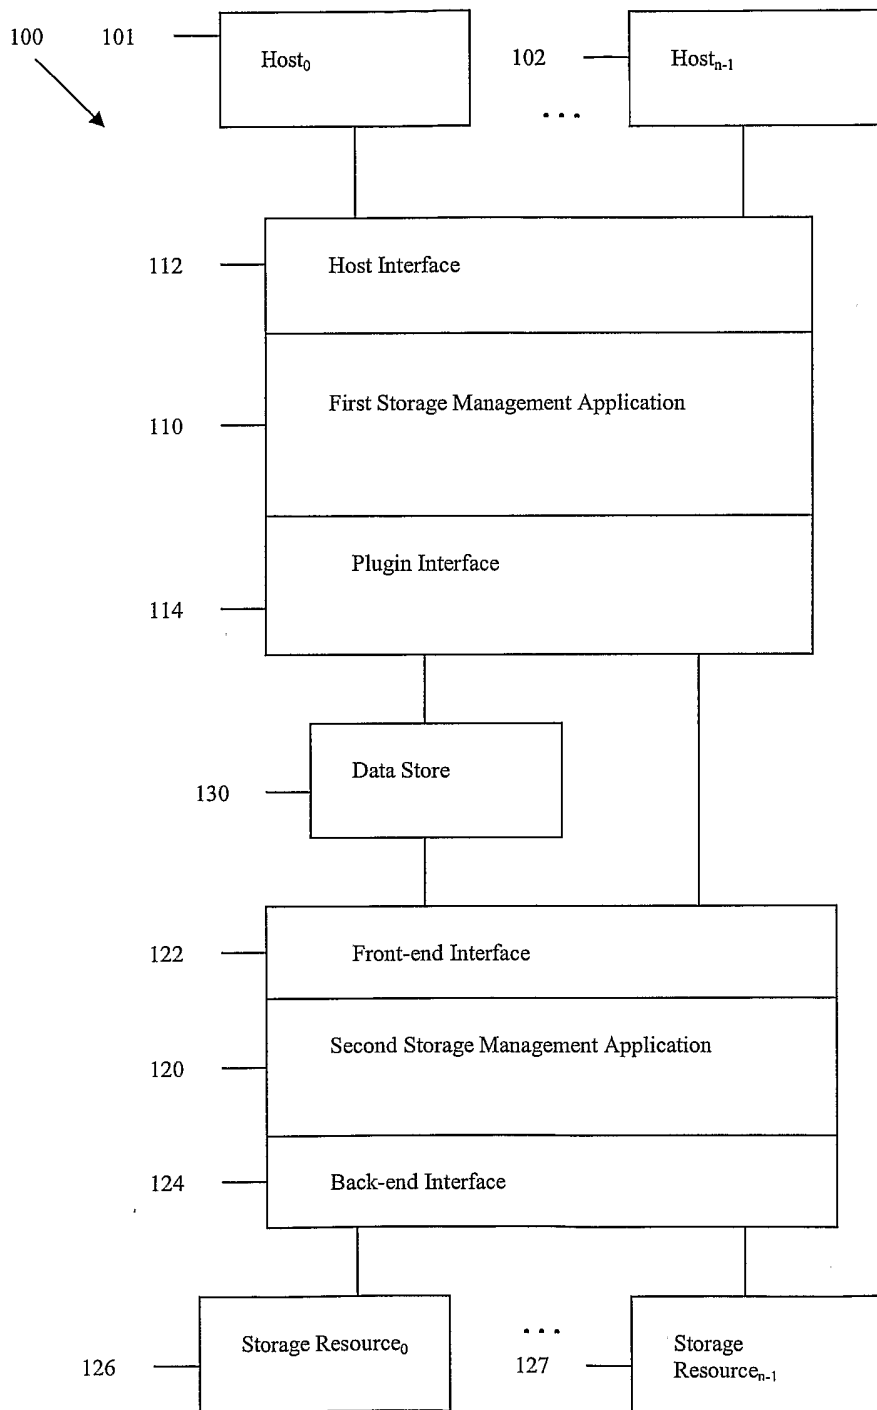 100 101 Host0 102 Hostn-1
...
112 Host Interface
First Storage Management Application
110
Plugin Interface
114
Data Store
130
122 Front-end Interface
Second Storage Management Application
120
124 Back-end Interface
...
Storage Resource0
126
127
Storage
Resourcen-1